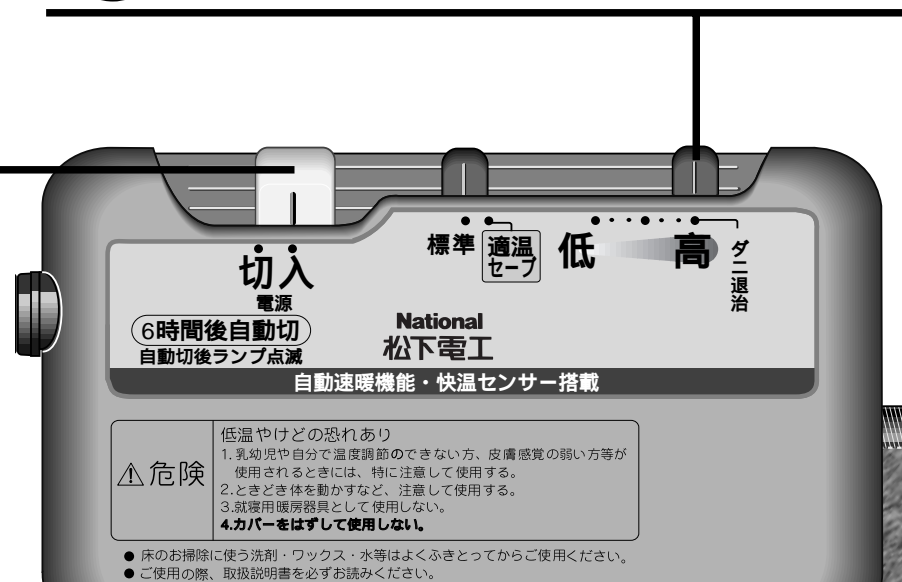 標準
適温
セーブ
低
高
ダニ退治
切入
電源
6時間後自動切
自動切後ランプ点滅
National
松下電工
自動速暖機能・快温センサー搭載
⚠危険
低温やけどの恐れあり
1.乳幼児や自分で温度調節のできない方、皮膚感覚の弱い方等が
使用されるときには、特に注意して使用する。
2.ときどき体を動かすなど、注意して使用する。
3.就寝用暖房器具として使用しない。
4.カバーをはずして使用しない。
● 床のお掃除に使う洗剤・ワックス・水等はよくふきとってからご使用ください。
● ご使用の際、取扱説明書を必ずお読みください。